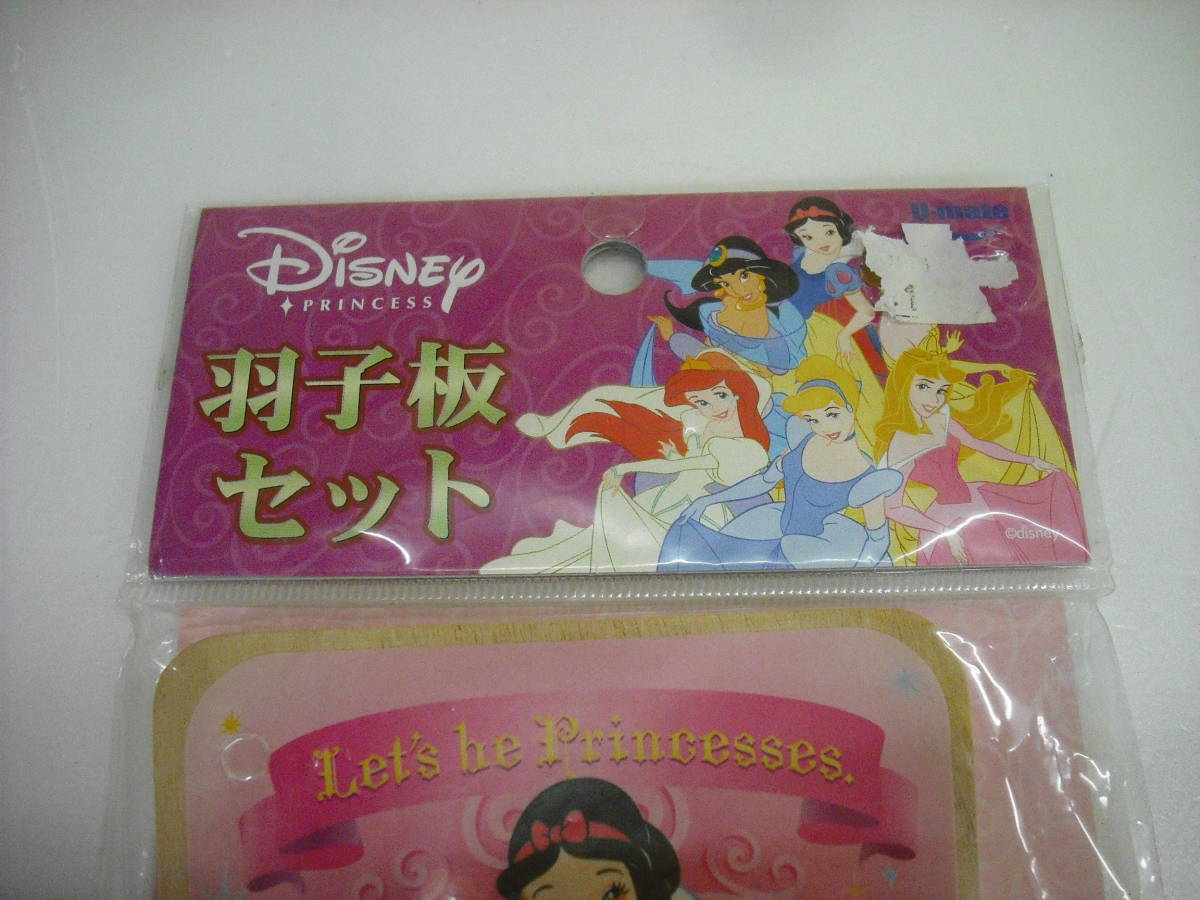 Disney
PRINCESS
羽子板
セット
U-mate
©disney
Let's be Princesses.